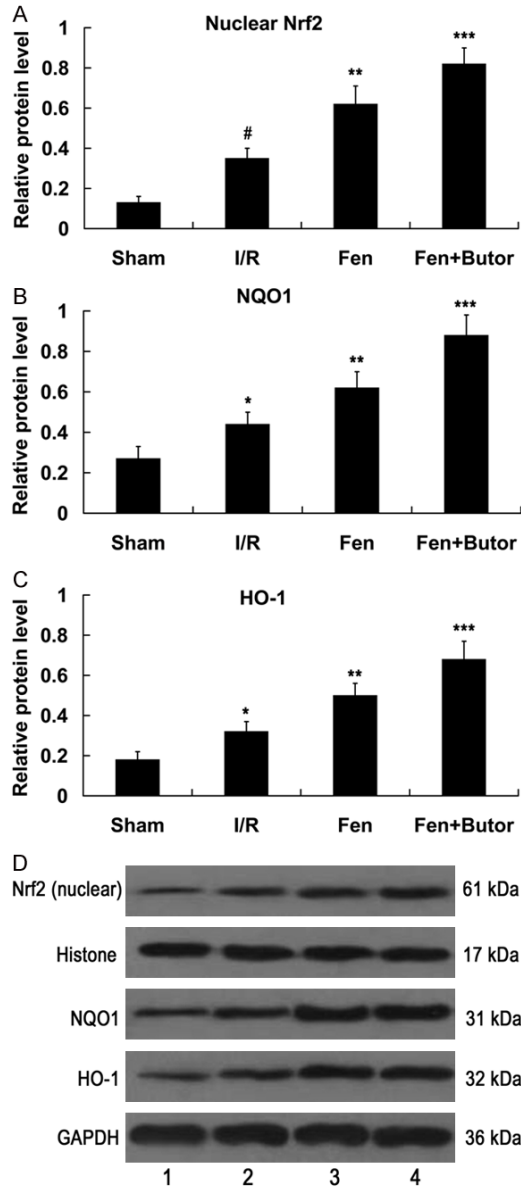 A
Nuclear Nrf2
Relative protein level
1
0.8
0.6
0.4
0.2
0
#
**
***
Sham I/R Fen Fen+Butor
B
NQO1
Relative protein level
1
0.8
0.6
0.4
0.2
0
*
**
***
Sham I/R Fen Fen+Butor
C
HO-1
Relative protein level
1
0.8
0.6
0.4
0.2
0
*
**
***
Sham I/R Fen Fen+Butor
D
Nrf2 (nuclear) 61 kDa
Histone 17 kDa
NQO1 31 kDa
HO-1 32 kDa
GAPDH 36 kDa
1 2 3 4